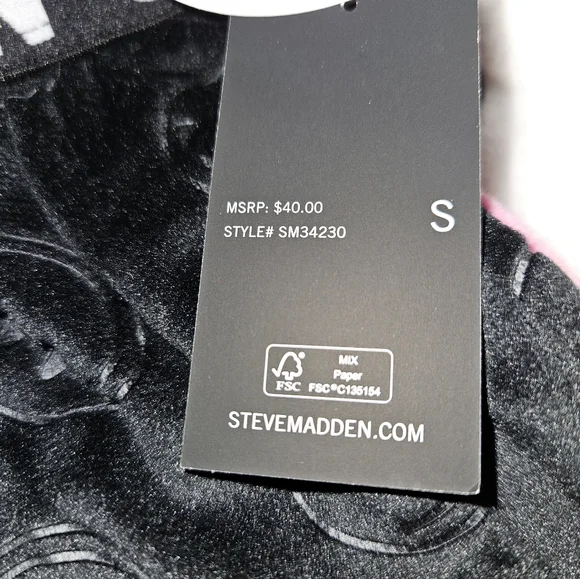 MSRP: $40.00
STYLE# SM34230
S
FSC
MIX
Paper
FSC®C135154
STEVEMADDEN.COM